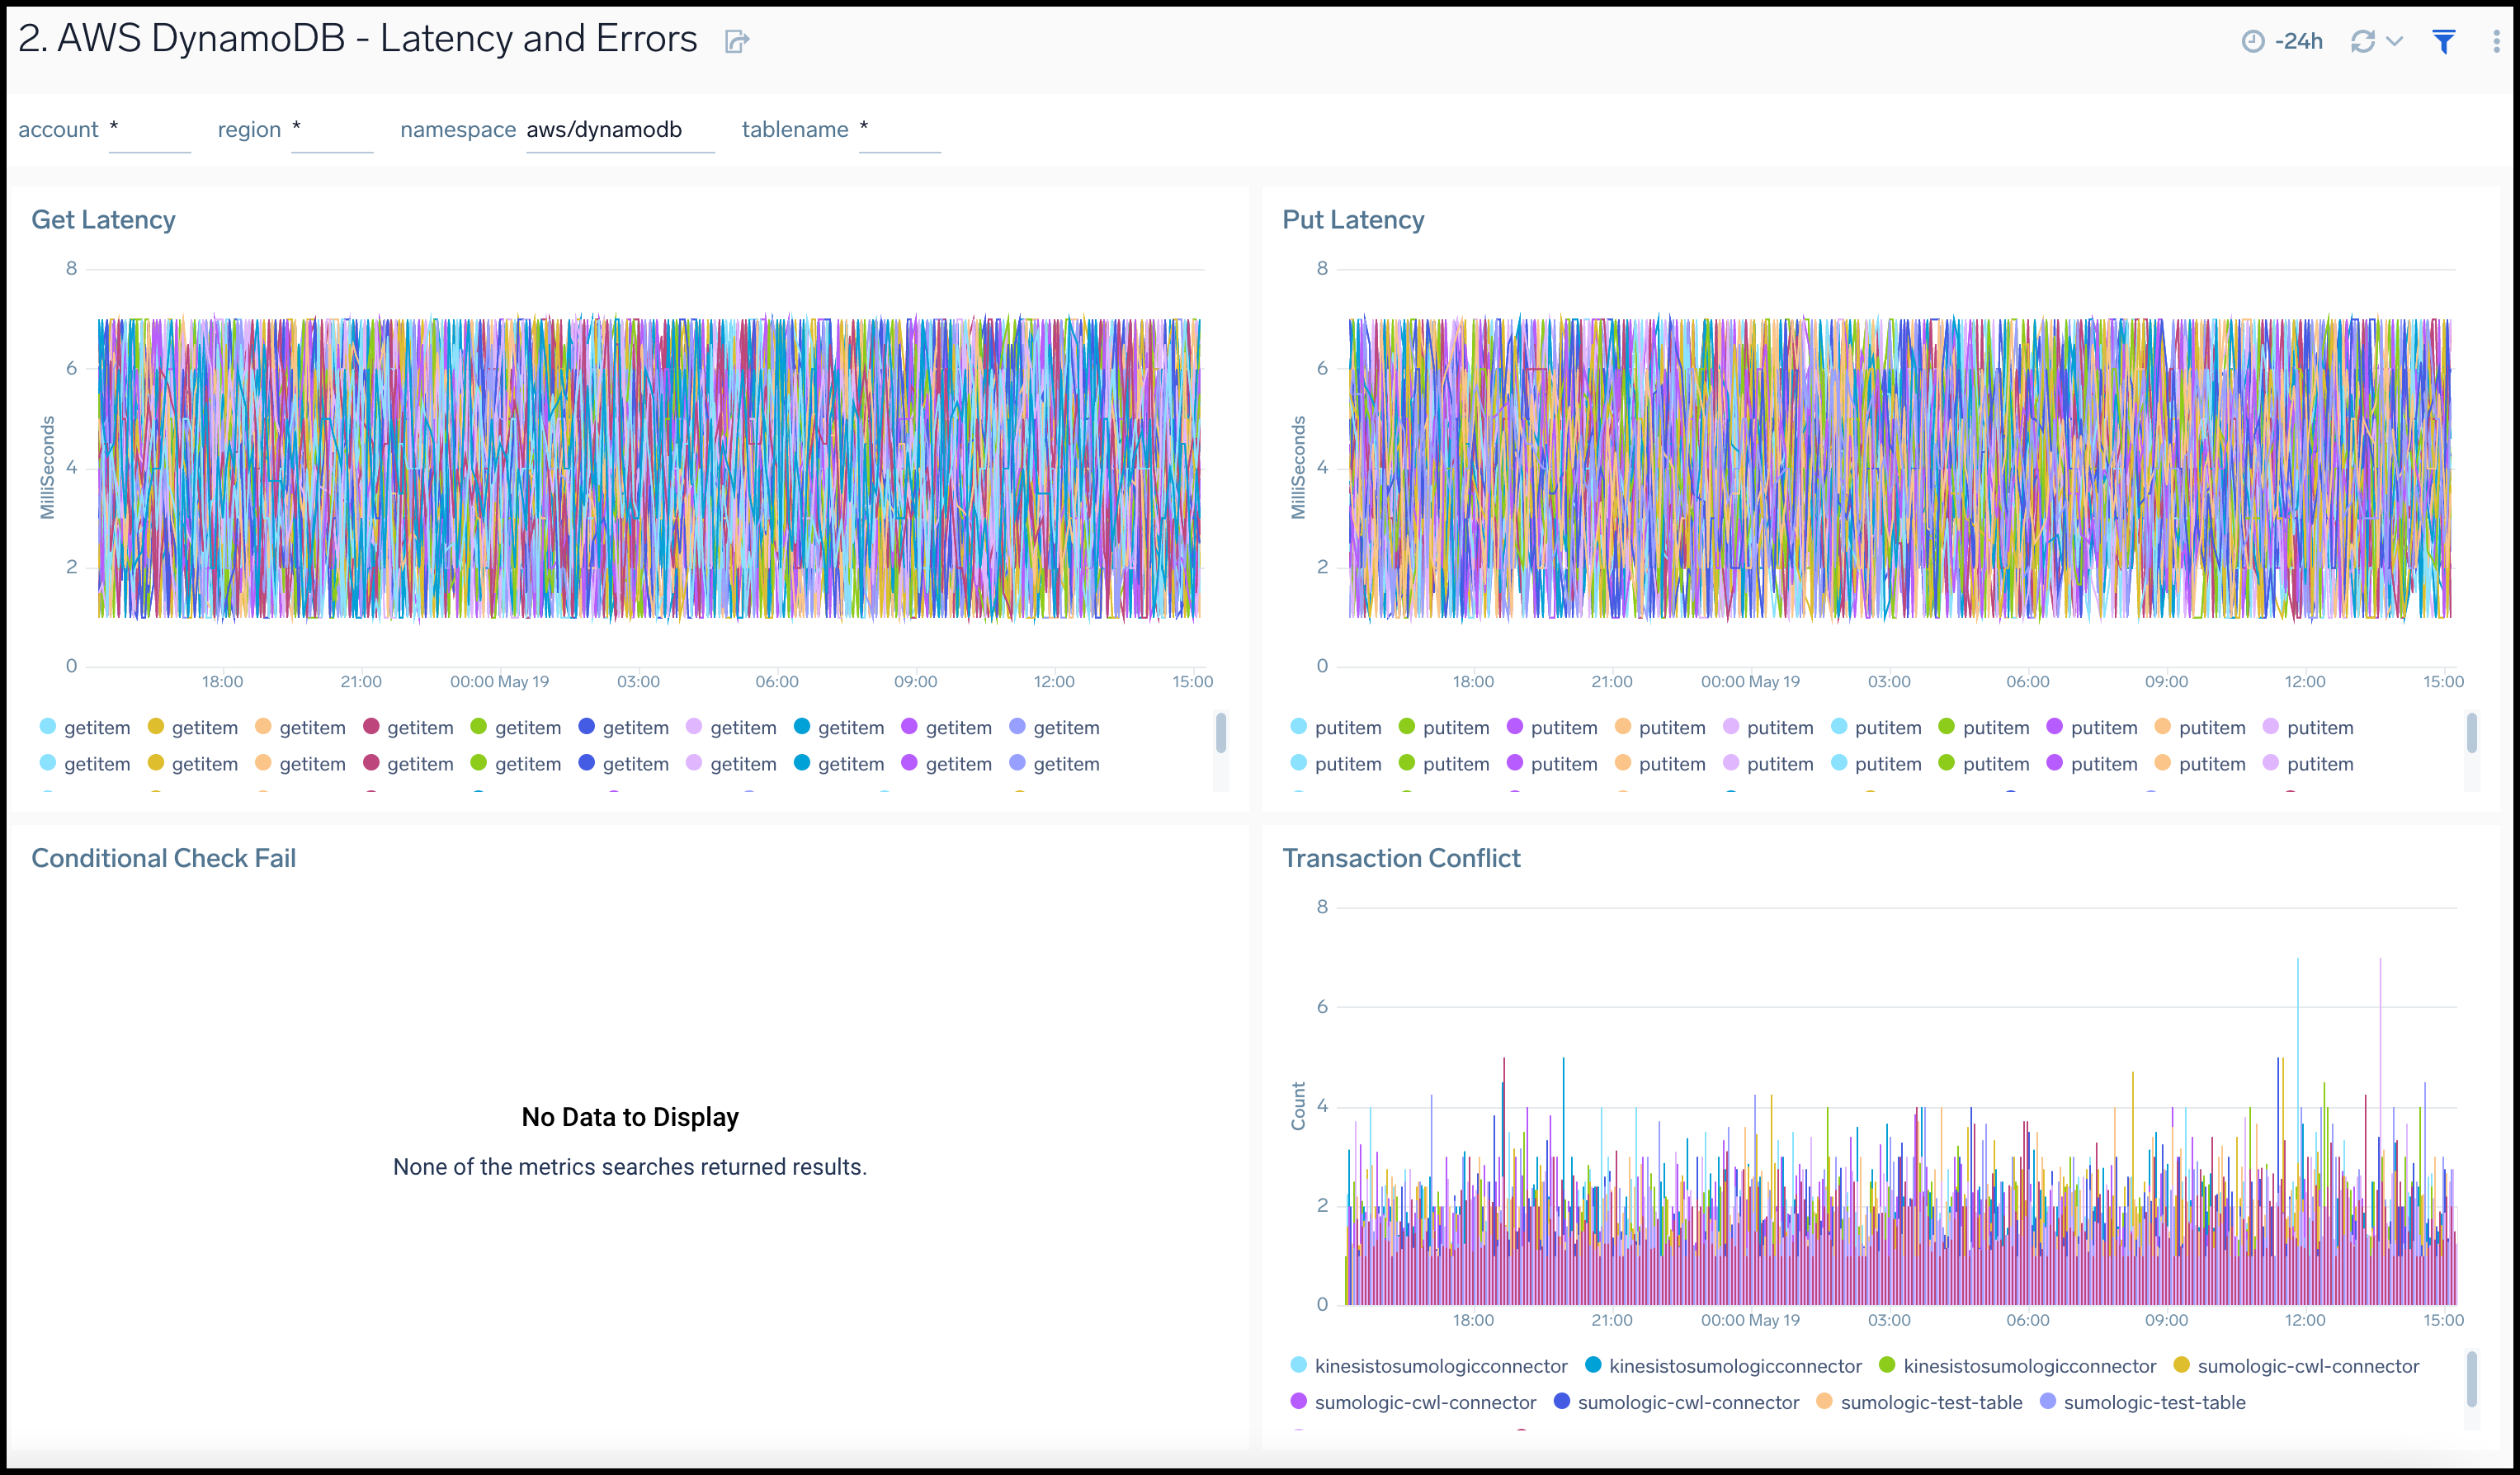 2. AWS DynamoDB - Latency and Errors
-24h
account * region * namespace aws/dynamodb tablename *
Get Latency
8
6
4
2
0
MilliSeconds
18:00 21:00 00:00 May 19 03:00 06:00 09:00 12:00 15:00
getitem getitem getitem getitem getitem getitem getitem getitem getitem getitem
getitem getitem getitem getitem getitem getitem getitem getitem getitem getitem
Put Latency
8
6
4
2
0
MilliSeconds
18:00 21:00 00:00 May 19 03:00 06:00 09:00 12:00 15:00
putitem putitem putitem putitem putitem putitem putitem putitem putitem putitem
putitem putitem putitem putitem putitem putitem putitem putitem putitem putitem
Conditional Check Fail
No Data to Display
None of the metrics searches returned results.
Transaction Conflict
8
6
4
2
0
Count
18:00 21:00 00:00 May 19 03:00 06:00 09:00 12:00 15:00
kinesistosumologicconnector kinesistosumologicconnector kinesistosumologicconnector sumologic-cwl-connector
sumologic-cwl-connector sumologic-cwl-connector sumologic-test-table sumologic-test-table